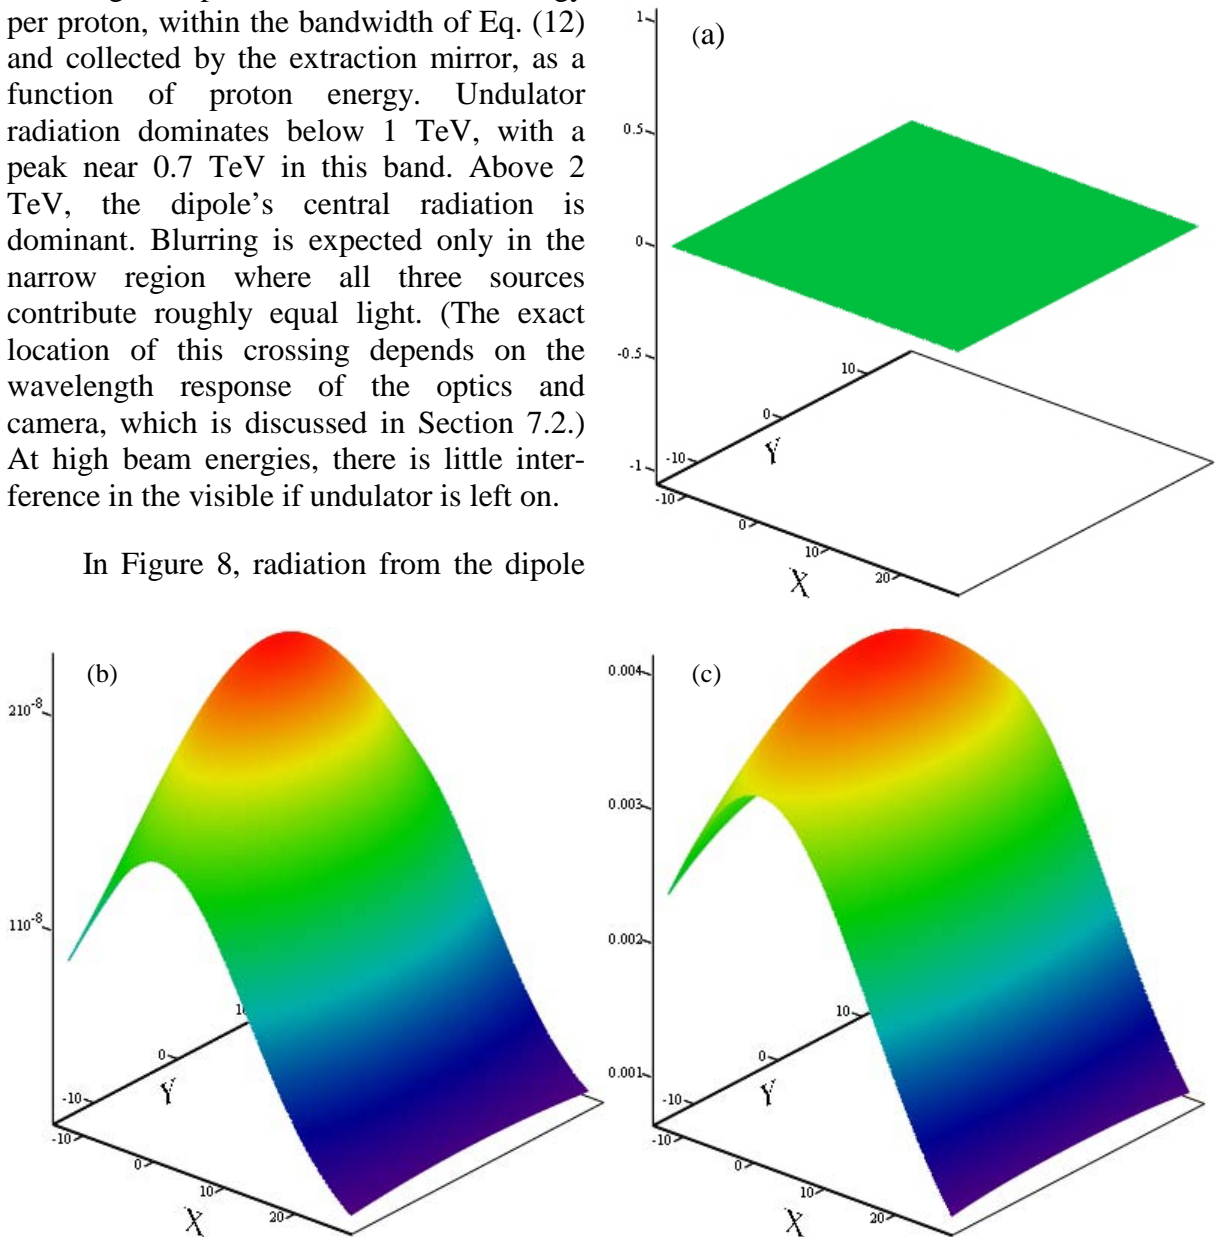 per proton, within the bandwidth of Eq. (12)
and collected by the extraction mirror, as a
function of proton energy. Undulator
radiation dominates below 1 TeV, with a
peak near 0.7 TeV in this band. Above 2
TeV, the dipole’s central radiation is
dominant. Blurring is expected only in the
narrow region where all three sources
contribute roughly equal light. (The exact
location of this crossing depends on the
wavelength response of the optics and
camera, which is discussed in Section 7.2.)
At high beam energies, there is little inter-
ference in the visible if undulator is left on.
In Figure 8, radiation from the dipole
(a)
1
0.5
0
-0.5
-1
10
0
-10
Y
-10
0
10
20
X
(b)
210-8
110-8
0
-10
Y
-10
0
10
20
X
(c)
0.004
0.003
0.002
0.001
10
0
-10
Y
-10
0
10
20
X